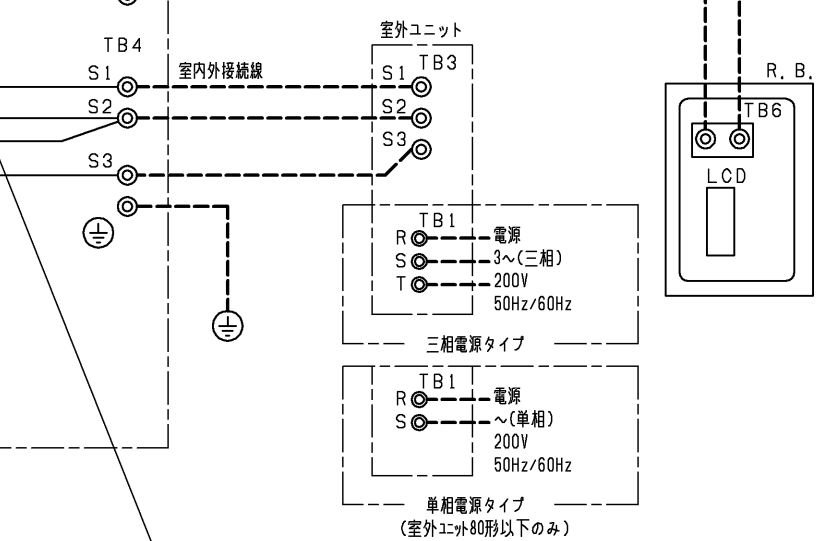 室外ユニット
TB4
TB3
R. B.
S1
室内外接続線
S1
S2
S2
TB6
S3
S3
LCD
TB1
R
電源
S
3~(三相)
T
200V
50Hz/60Hz
三相電源タイプ
TB1
R
電源
S
~(単相)
200V
50Hz/60Hz
単相電源タイプ
(室外ユニット80形以下のみ)